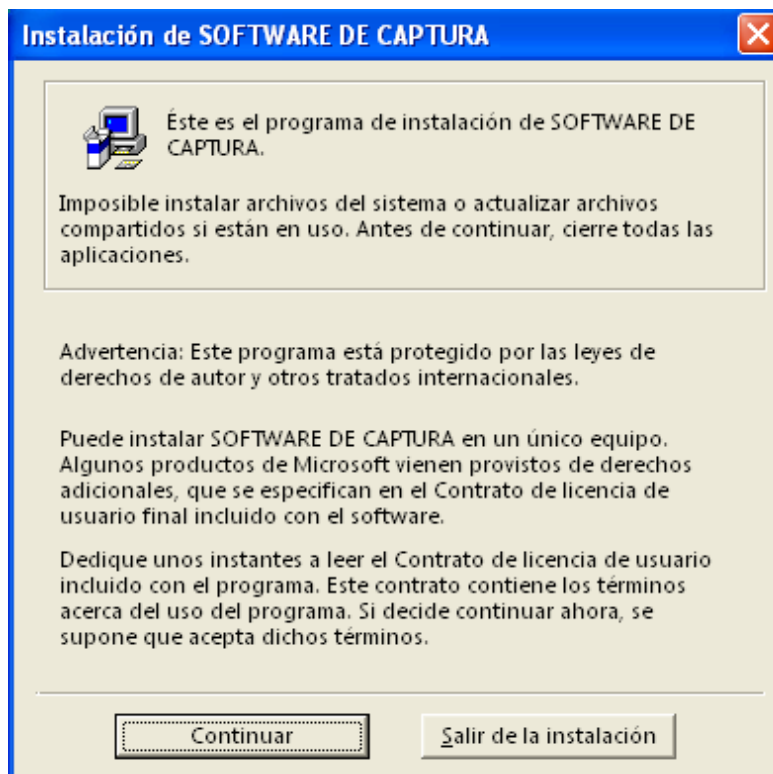 Instalación de SOFTWARE DE CAPTURA
Éste es el programa de instalación de SOFTWARE DE
CAPTURA.
Imposible instalar archivos del sistema o actualizar archivos
compartidos si están en uso. Antes de continuar, cierre todas las
aplicaciones.
Advertencia: Este programa está protegido por las leyes de
derechos de autor y otros tratados internacionales.
Puede instalar SOFTWARE DE CAPTURA en un único equipo.
Algunos productos de Microsoft vienen provistos de derechos
adicionales, que se especifican en el Contrato de licencia de
usuario final incluido con el software.
Dedique unos instantes a leer el Contrato de licencia de usuario
incluido con el programa. Este contrato contiene los términos
acerca del uso del programa. Si decide continuar ahora, se
supone que acepta dichos términos.
Continuar
Salir de la instalación